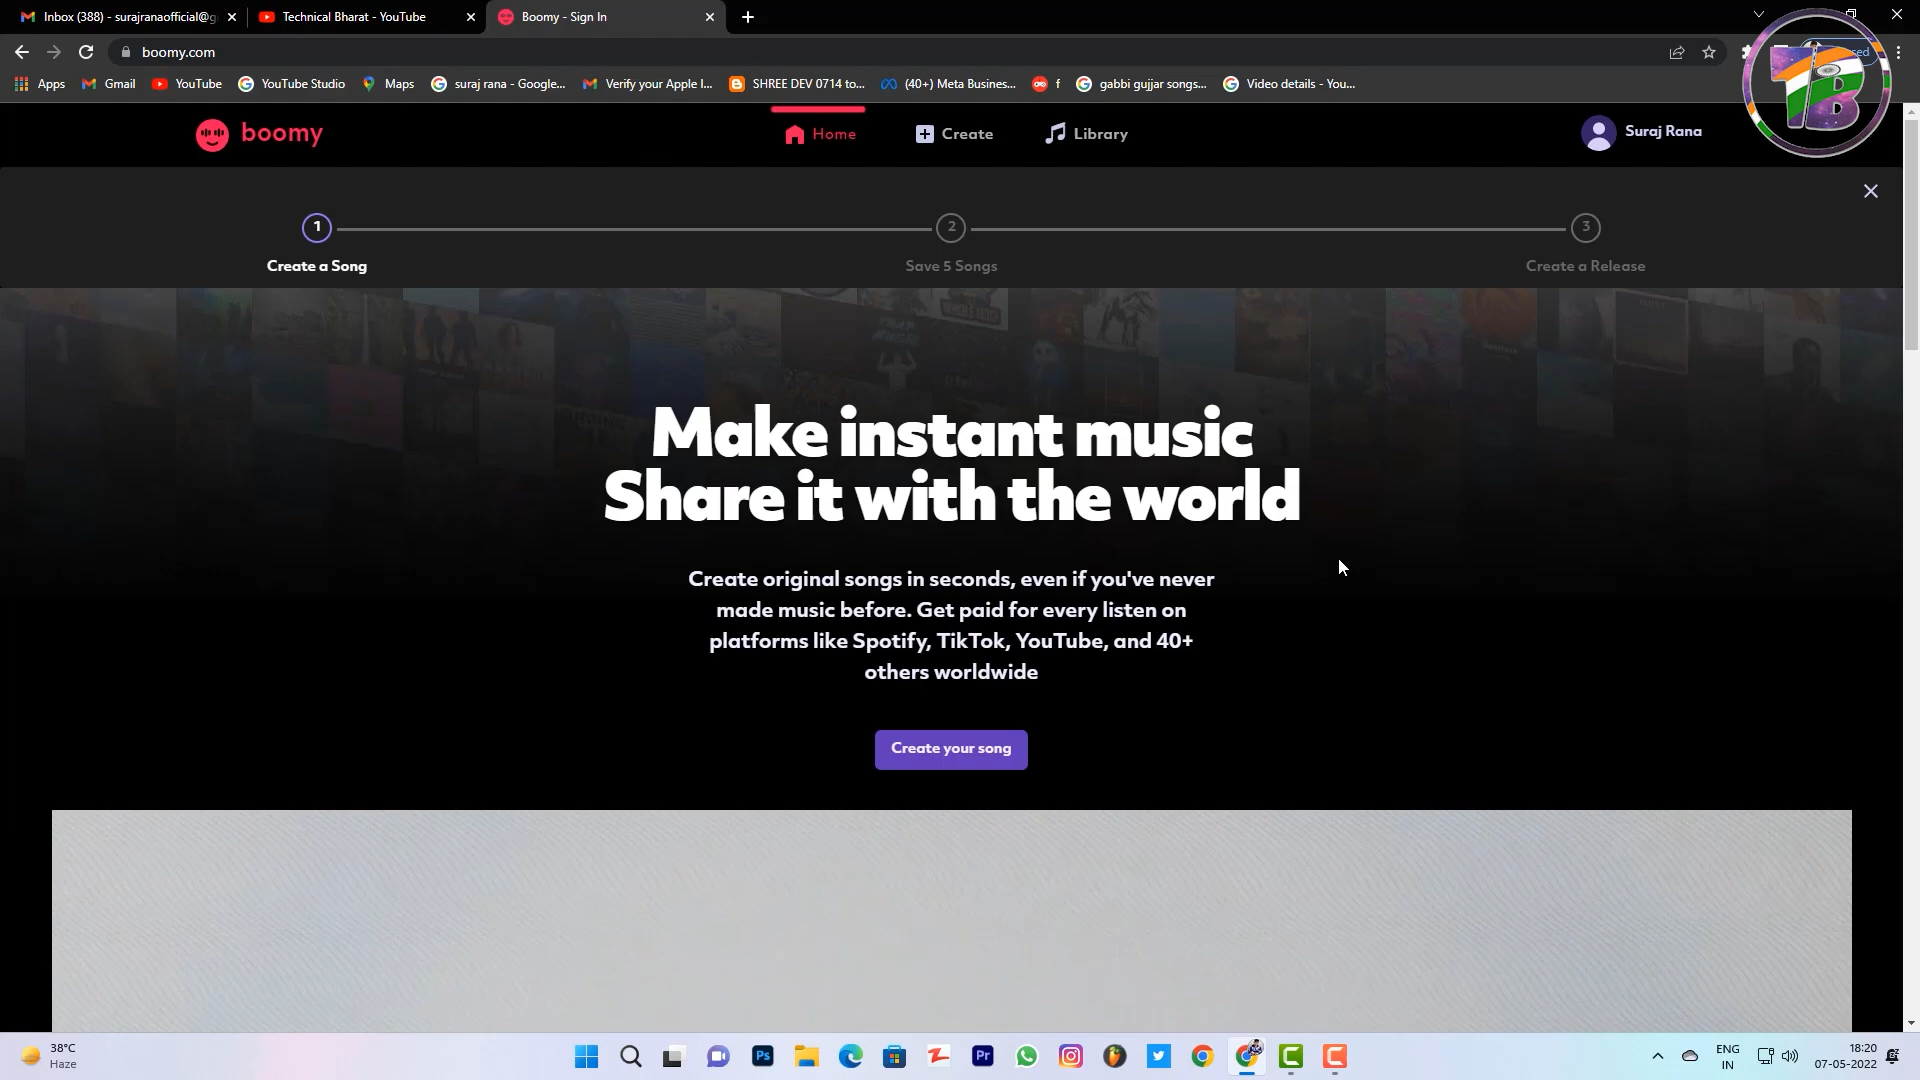 Inbox (388) - surajranaofficial@g
Technical Bharat - YouTube
Boomy - Sign In
boomy.com
Apps
Gmail
YouTube
YouTube Studio
Maps
suraj rana - Google...
Verify your Apple I...
SHREE DEV 0714 to...
(40+) Meta Business...
f
gabbi gujjar songs...
Video details - You...
TB
boomy
Home
Create
Library
Suraj Rana
1
2
3
Create a Song
Save 5 Songs
Create a Release
Make instant music
Share it with the world
Create original songs in seconds, even if you've never
made music before. Get paid for every listen on
platforms like Spotify, TikTok, YouTube, and 40+
others worldwide
Create your song
38°C
Haze
Ps
Pr
ENG
IN
18:20
07-05-2022